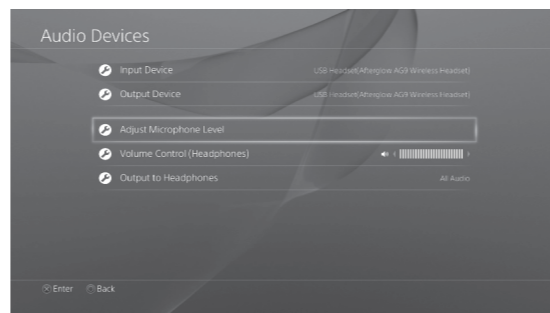 Audio Devices
Input Device USB Headset(Afterglow AG9 Wireless Headset)
Output Device USB Headset(Afterglow AG9 Wireless Headset)
Adjust Microphone Level
Volume Control (Headphones)
Output to Headphones All Audio
Enter Back